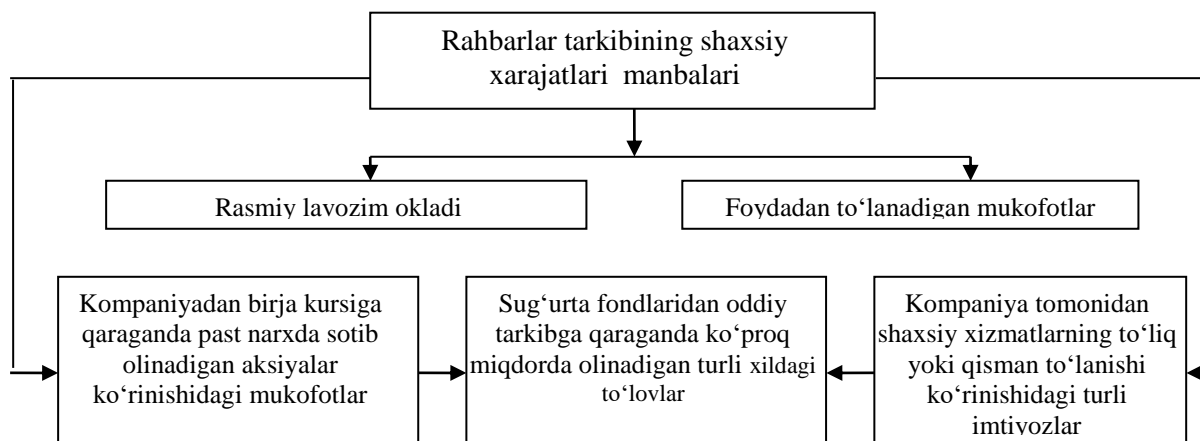 Rahbarlar tarkibining shaxsiy
xarajatlari manbalari
Rasmiy lavozim okladi
Foydadan to‘lanadigan mukofotlar
Kompaniyadan birja kursiga
qaraganda past narxda sotib
olinadigan aksiyalar
ko‘rinishidagi mukofotlar
Sug‘urta fondlaridan oddiy
tarkibga qaraganda ko‘proq
miqdorda olinadigan turli xildagi
to‘lovlar
Kompaniya tomonidan
shaxsiy xizmatlarning to‘liq
yoki qisman to‘lanishi
ko‘rinishidagi turli
imtiyozlar